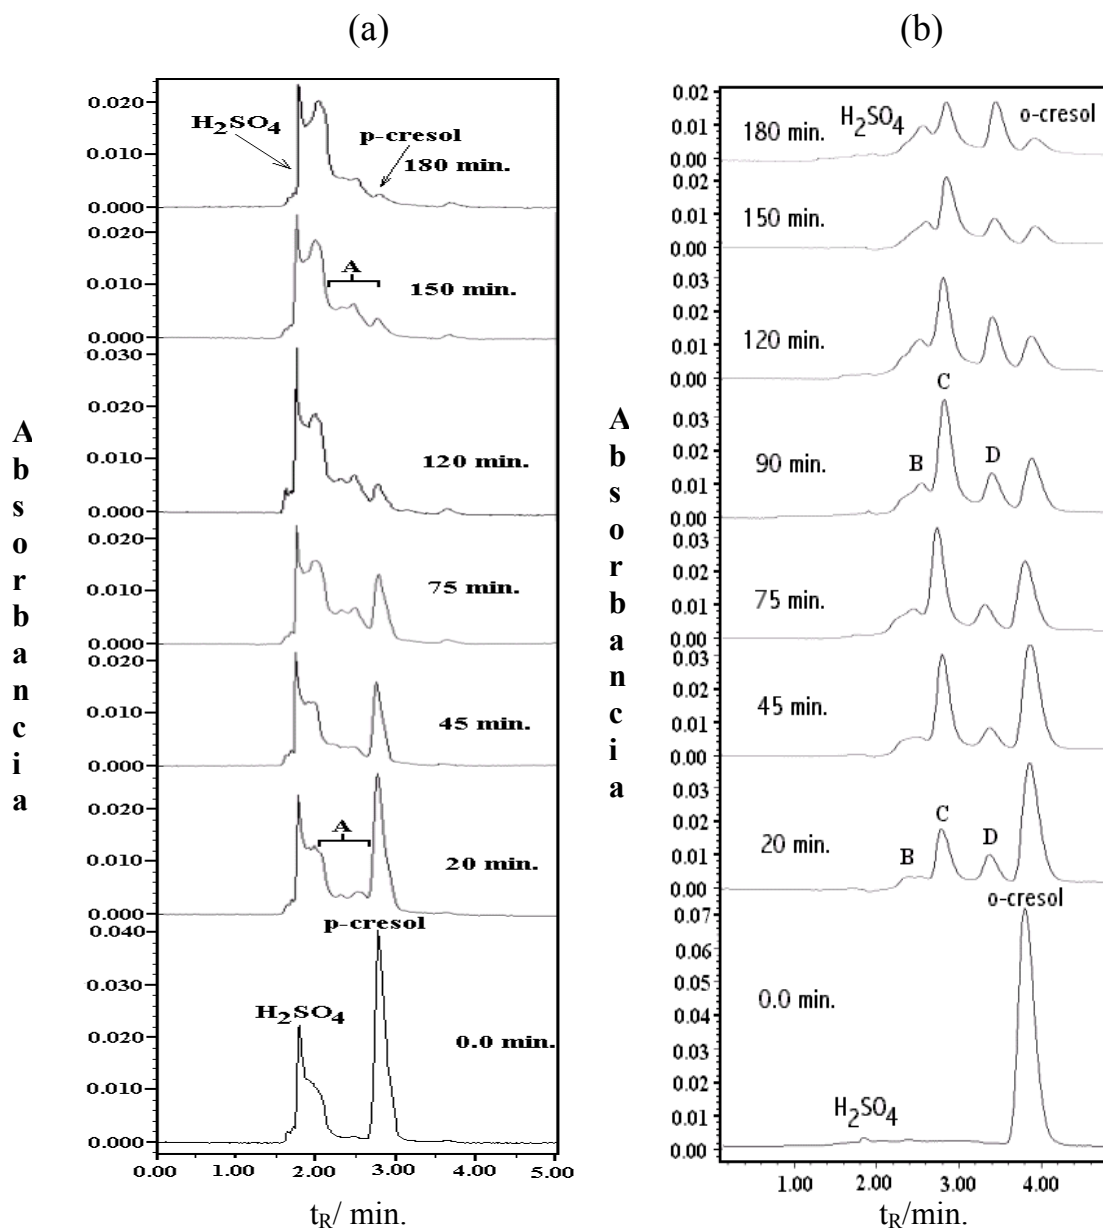 (a)
A
b
s
o
r
b
a
n
c
i
a
0.020
0.010
0.000
H2SO4
p-cresol
180 min.
0.020
0.010
0.000
A
150 min.
0.030
0.020
0.010
0.000
120 min.
0.020
0.010
0.000
75 min.
0.020
0.010
0.000
45 min.
0.020
0.010
0.000
A
20 min.
p-cresol
0.040
0.030
0.020
0.010
0.000
H2SO4
0.0 min.
0.00 1.00 2.00 3.00 4.00 5.00
tR/ min.
(b)
A
b
s
o
r
b
a
n
c
i
a
0.02
0.01
0.00
180 min.
H2SO4
o-cresol
0.02
0.01
0.00
150 min.
0.03
0.02
0.01
0.00
120 min.
0.03
0.02
0.01
0.00
90 min.
B
C
D
0.03
0.02
0.01
0.00
75 min.
0.03
0.02
0.01
0.00
45 min.
0.03
0.02
0.01
0.00
20 min.
B
C
D
o-cresol
0.07
0.06
0.05
0.04
0.03
0.02
0.01
0.00
0.0 min.
H2SO4
1.00 2.00 3.00 4.00
tR/min.